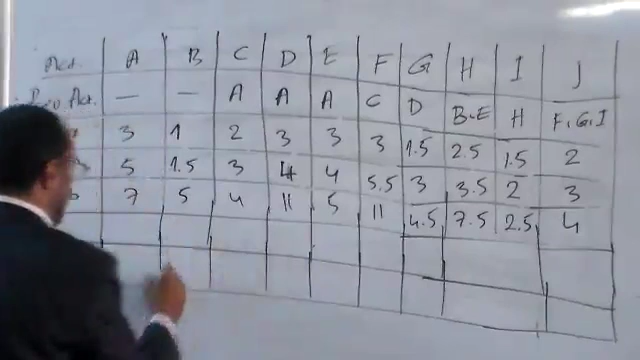 Act. A B C D E F G H I J
Prev Act. — — A A A C D B.E H F,G,I
3 1 2 3 3 3 1.5 2.5 1.5 2
5 1.5 3 4 4 5.5 3 3.5 2 3
7 5 4 11 5 11 4.5 7.5 2.5 4